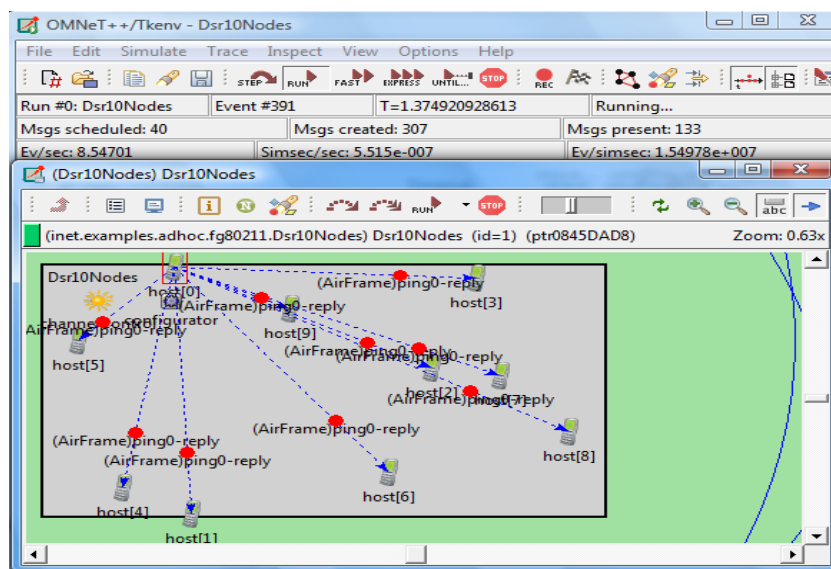 OMNeT++/Tkenv - Dsr10Nodes
File Edit Simulate Trace Inspect View Options Help
STEP RUN FAST EXPRESS UNTIL... STOP REC
Run #0: Dsr10Nodes Event #391 T=1.374920928613 Running...
Msgs scheduled: 40 Msgs created: 307 Msgs present: 133
Ev/sec: 8.54701 Simsec/sec: 5.515e-007 Ev/simsec: 1.54978e+007
(Dsr10Nodes) Dsr10Nodes
RUN STOP abc
(inet.examples.adhoc.fg80211.Dsr10Nodes) Dsr10Nodes (id=1) (ptr0845DAD8) Zoom: 0.63x
Dsr10Nodes
host[0]
(AirFrame)ping0-reply
host[3]
(AirFrame)ping0-reply
configurator
host[9]
AirFrame)ping0-reply
host[5]
(AirFrame)ping0-reply
(AirFrame)ping0-reply
host[2]
host[7]
(AirFrame)ping0-reply
host[8]
(AirFrame)ping0-reply
(AirFrame)ping0-reply
(AirFrame)ping0-reply
host[6]
host[4]
host[1]